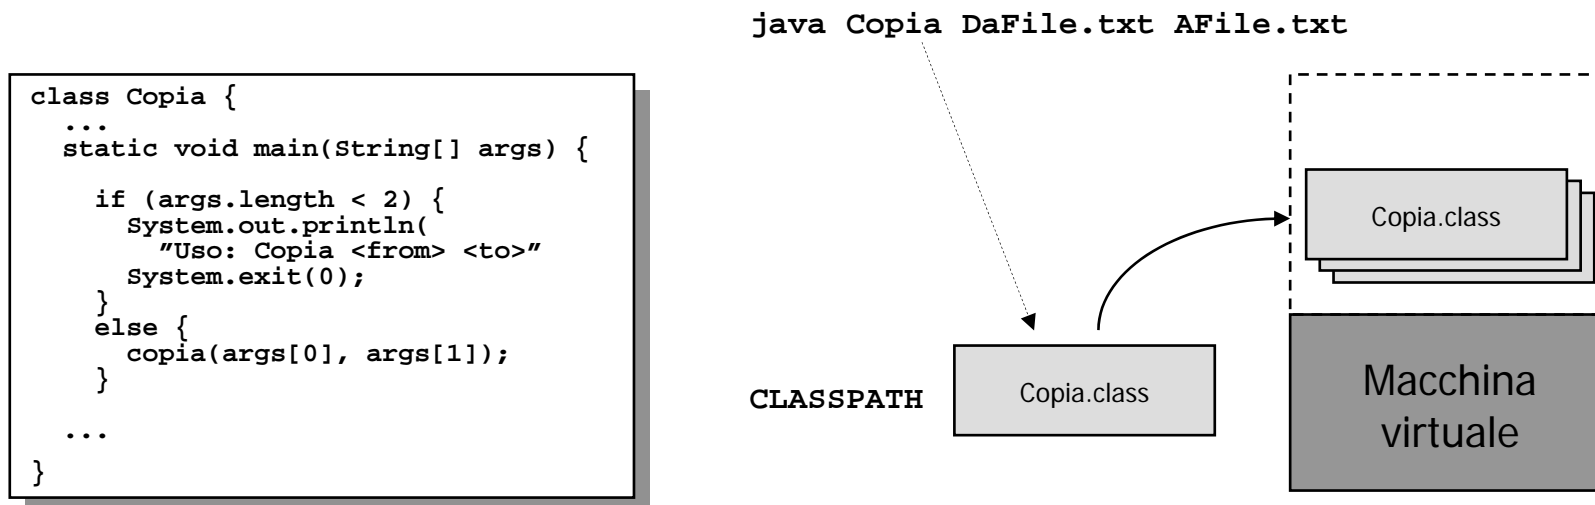 java Copia DaFile.txt AFile.txt
class Copia {
...
static void main(String[] args) {
if (args.length < 2) {
System.out.println(
”Uso: Copia <from> <to>”
System.exit(0);
}
else {
copia(args[0], args[1]);
}
...
}
CLASSPATH
Copia.class
Copia.class
Macchina
virtuale